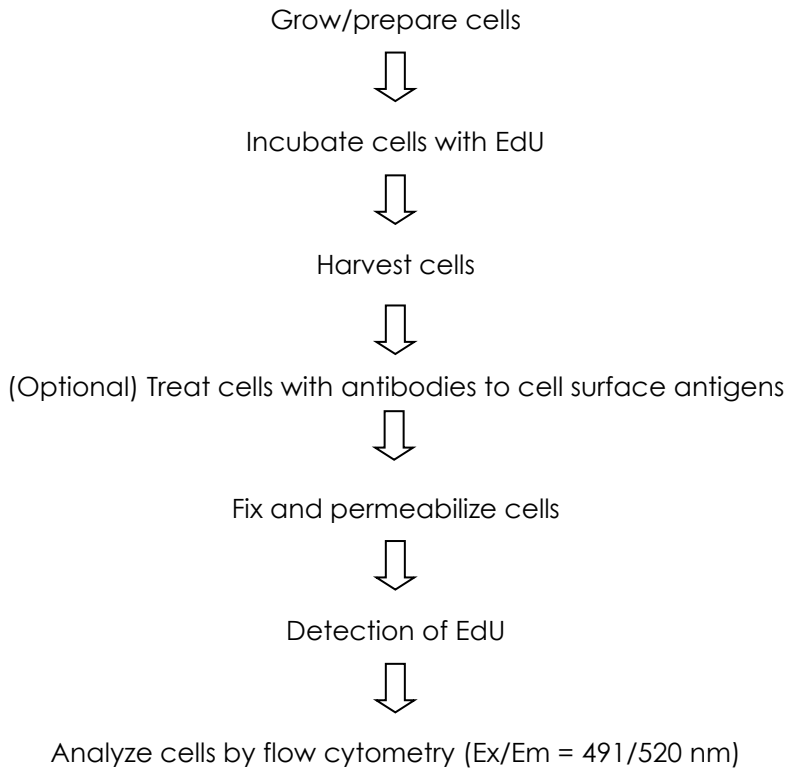 Grow/prepare cells
Incubate cells with EdU
Harvest cells
(Optional) Treat cells with antibodies to cell surface antigens
Fix and permeabilize cells
Detection of EdU
Analyze cells by flow cytometry (Ex/Em = 491/520 nm)